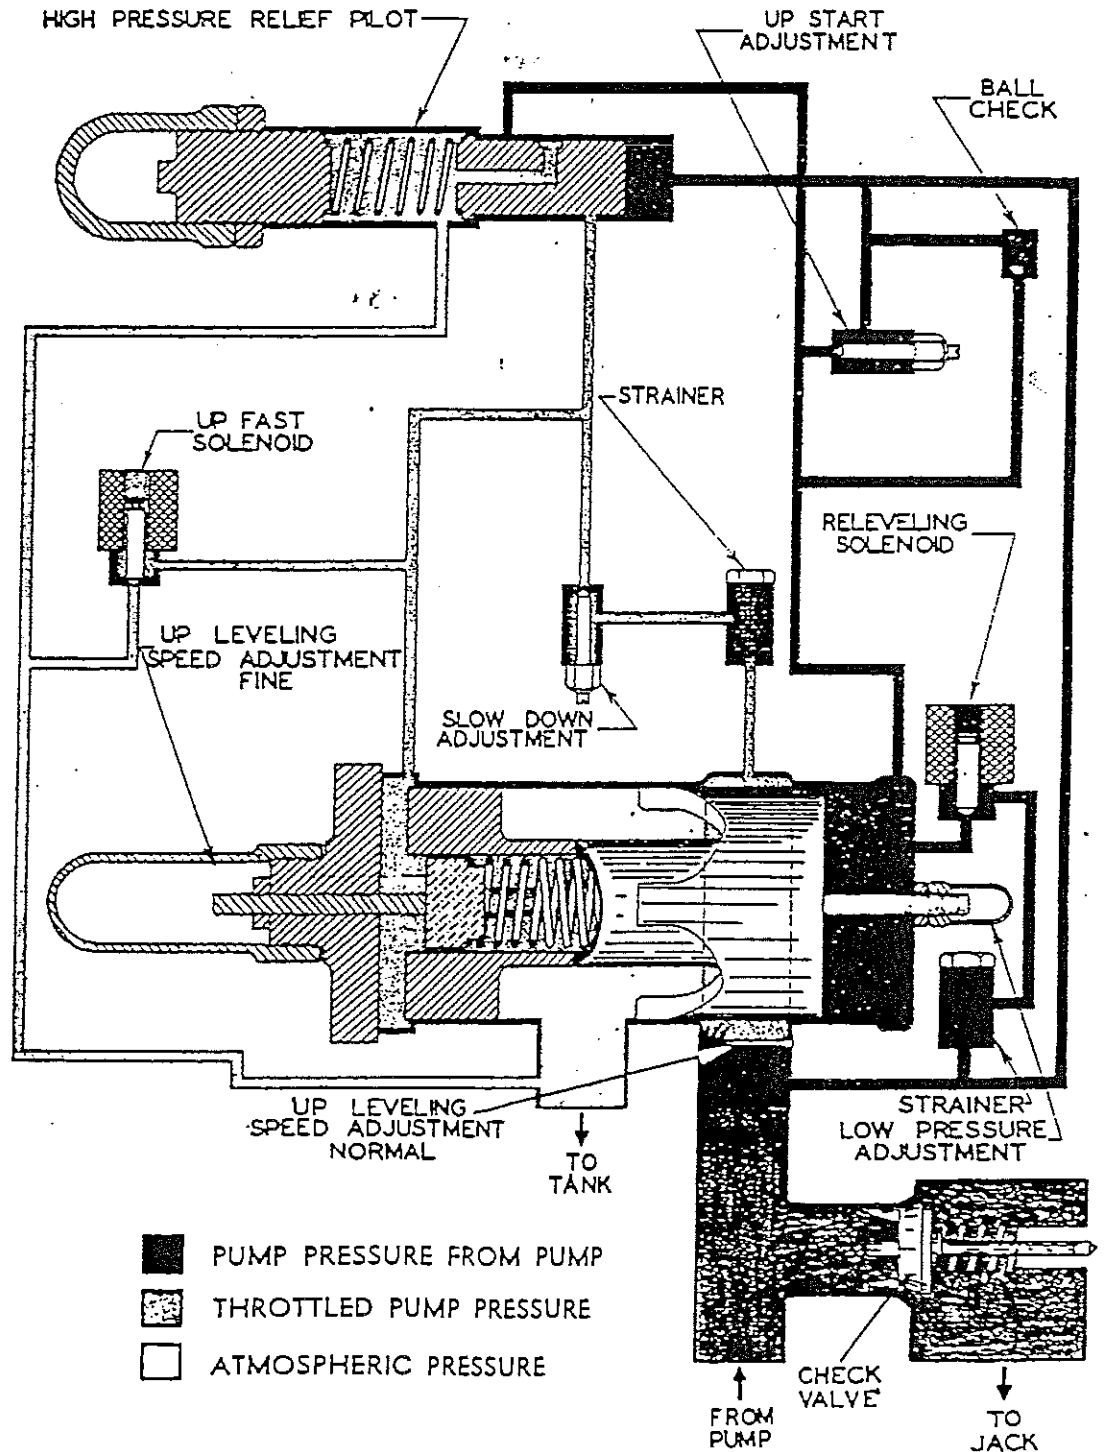 HIGH PRESSURE RELIEF PILOT
UP START
ADJUSTMENT
BALL
CHECK
STRAINER
UP FAST
SOLENOID
RELEVELING
SOLENOID
UP LEVELING
SPEED ADJUSTMENT
FINE
SLOW DOWN
ADJUSTMENT
UP LEVELING
SPEED ADJUSTMENT
NORMAL
TO
TANK
STRAINER
LOW PRESSURE
ADJUSTMENT
PUMP PRESSURE FROM PUMP
THROTTLED PUMP PRESSURE
ATMOSPHERIC PRESSURE
FROM
PUMP
CHECK
VALVE
TO
JACK